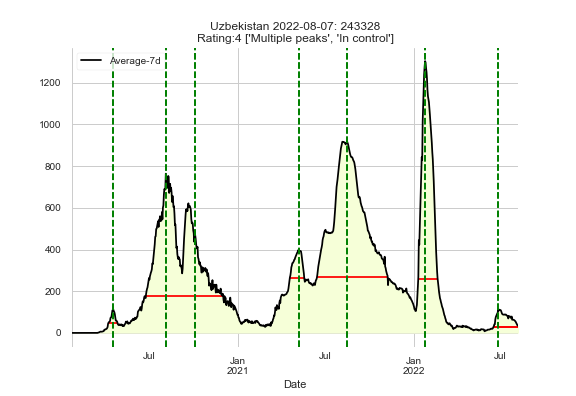 Uzbekistan 2022-08-07: 243328
Rating:4 ['Multiple peaks', 'In control']
Average-7d
1200
1000
800
600
400
200
0
Jul
Jan
2021
Jul
Jan
2022
Jul
Date